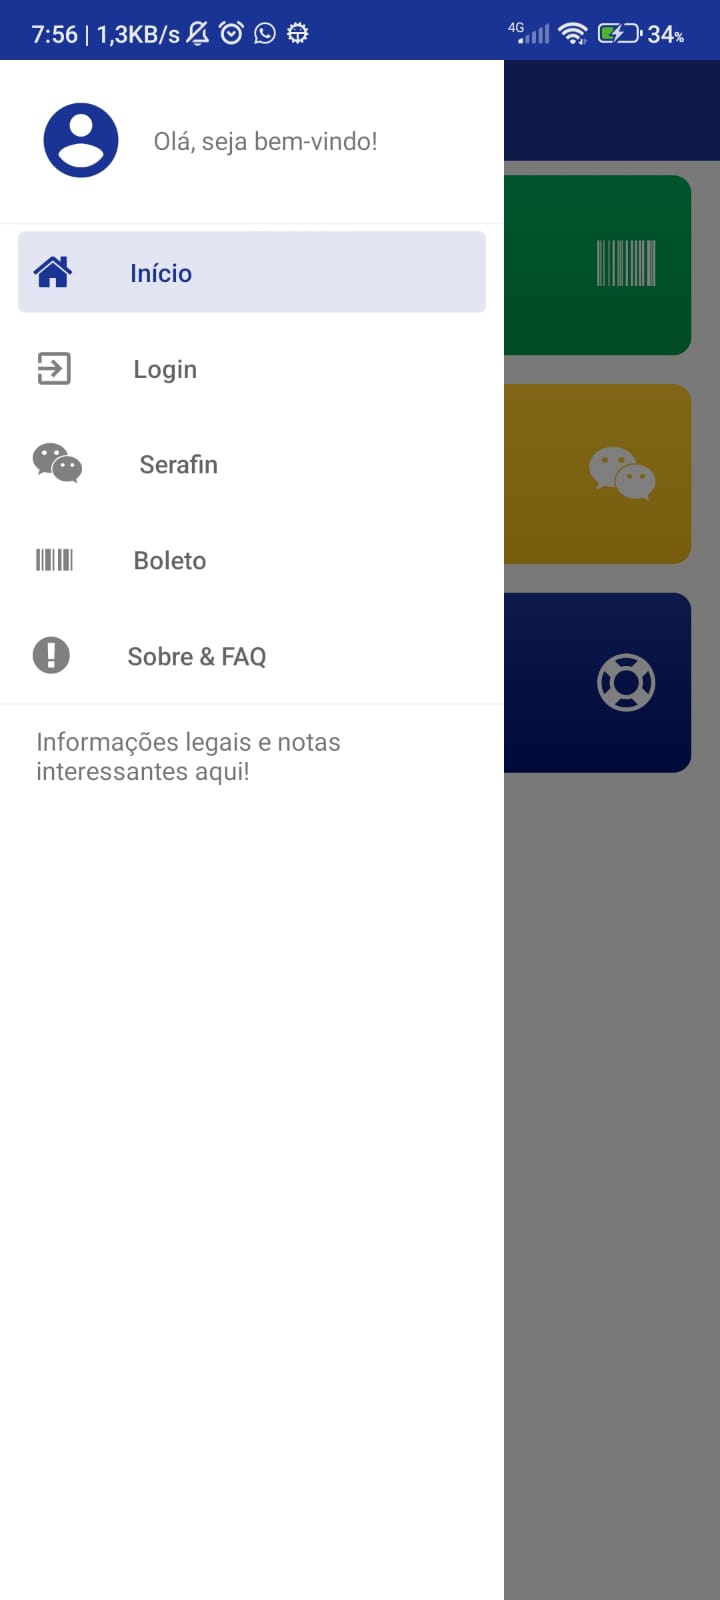 7:56 | 1,3KB/s 4G 34%
Olá, seja bem-vindo!
Início
Login
Serafin
Boleto
Sobre & FAQ
Informações legais e notas
interessantes aqui!